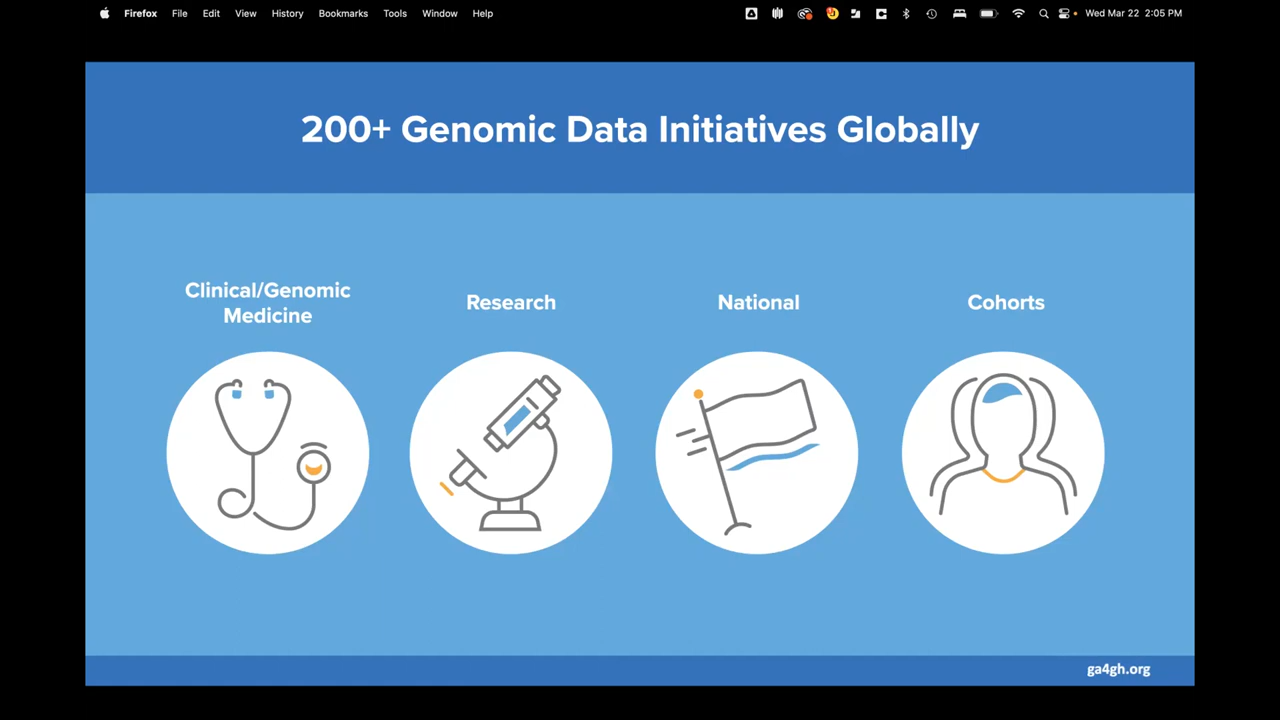 Firefox File Edit View History Bookmarks Tools Window Help Wed Mar 22 2:05 PM
200+ Genomic Data Initiatives Globally
Clinical/Genomic
Medicine
Research
National
Cohorts
ga4gh.org